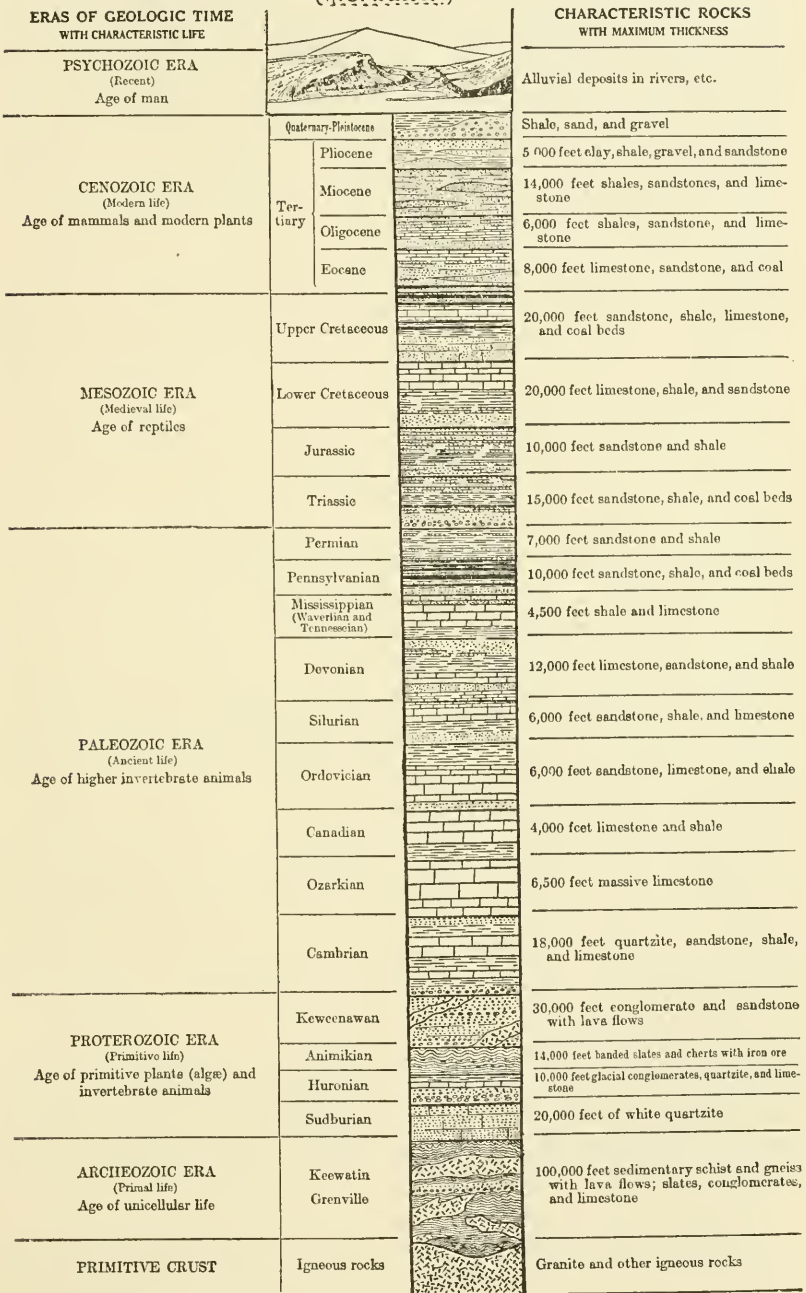 ERAS OF GEOLOGIC TIME
WITH CHARACTERISTIC LIFE
CHARACTERISTIC ROCKS
WITH MAXIMUM THICKNESS
PSYCHOZOIC ERA
(Recent)
Age of man
Alluvial deposits in rivers, etc.
CENOZOIC ERA
(Modern life)
Age of mammals and modern plants
Quaternary-Pleistocene
Shale, sand, and gravel
Ter-
tiary
Pliocene
5 000 feet clay, shale, gravel, and sandstone
Miocene
14,000 feet shales, sandstones, and lime-
stone
Oligocene
6,000 feet shales, sandstone, and lime-
stone
Eocene
8,000 feet limestone, sandstone, and coal
MESOZOIC ERA
(Medieval life)
Age of reptiles
Upper Cretaceous
20,000 feet sandstone, shale, limestone,
and coal beds
Lower Cretaceous
20,000 feet limestone, shale, and sandstone
Jurassic
10,000 feet sandstone and shale
Triassic
15,000 feet sandstone, shale, and coal beds
PALEOZOIC ERA
(Ancient life)
Age of higher invertebrate animals
Permian
7,000 feet sandstone and shale
Pennsylvanian
10,000 feet sandstone, shale, and coal beds
Mississippian
(Waverlian and
Tennesseian)
4,500 feet shale and limestone
Devonian
12,000 feet limestone, sandstone, and shale
Silurian
6,000 feet sandstone, shale, and limestone
Ordovician
6,000 feet sandstone, limestone, and shale
Canadian
4,000 feet limestone and shale
Ozarkian
6,500 feet massive limestone
Cambrian
18,000 feet quartzite, sandstone, shale,
and limestone
PROTEROZOIC ERA
(Primitive life)
Age of primitive plants (algæ) and
invertebrate animals
Keweenawan
30,000 feet conglomerate and sandstone
with lava flows
Animikian
14,000 feet banded slates and cherts with iron ore
Huronian
10,000 feet glacial conglomerates, quartzite, and lime-
stone
Sudburian
20,000 feet of white quartzite
ARCHEOZOIC ERA
(Primal life)
Age of unicellular life
Keewatin
Grenville
100,000 feet sedimentary schist and gneiss
with lava flows; slates, conglomerates,
and limestone
PRIMITIVE CRUST
Igneous rocks
Granite and other igneous rocks